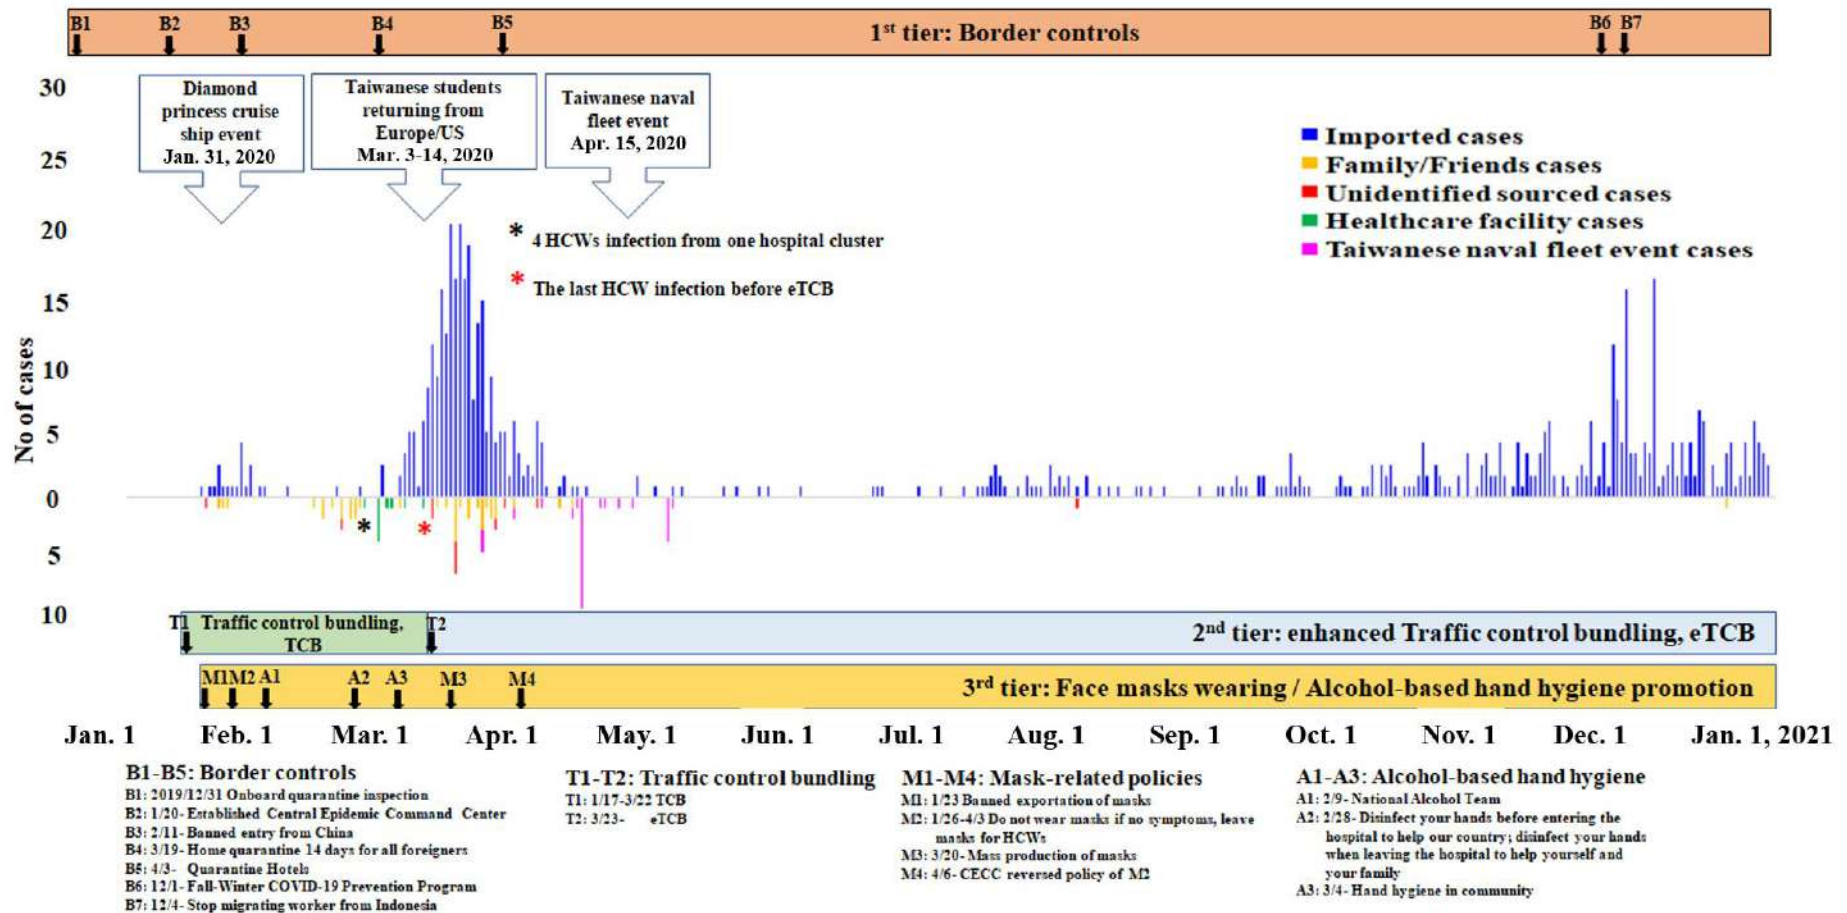 B1 B2 B3 B4 B5 B6 B7
1st tier: Border controls
30
25
20
15
10
5
0
5
10
No of cases
Diamond
princess cruise
ship event
Jan. 31, 2020
Taiwanese students
returning from
Europe/US
Mar. 3-14, 2020
Taiwanese naval
fleet event
Apr. 15, 2020
* 4 HCWs infection from one hospital cluster
* The last HCW infection before eTCB
Imported cases
Family/Friends cases
Unidentified sourced cases
Healthcare facility cases
Taiwanese naval fleet event cases
*
*
T1 Traffic control bundling,
TCB
T2
2nd tier: enhanced Traffic control bundling, eTCB
M1 M2 A1 A2 A3 M3 M4
3rd tier: Face masks wearing / Alcohol-based hand hygiene promotion
Jan. 1 Feb. 1 Mar. 1 Apr. 1 May. 1 Jun. 1 Jul. 1 Aug. 1 Sep. 1 Oct. 1 Nov. 1 Dec. 1 Jan. 1, 2021
B1-B5: Border controls
B1: 2019/12/31 Onboard quarantine inspection
B2: 1/20- Established Central Epidemic Command Center
B3: 2/11- Banned entry from China
B4: 3/19- Home quarantine 14 days for all foreigners
B5: 4/3- Quarantine Hotels
B6: 12/1- Fall-Winter COVID-19 Prevention Program
B7: 12/4- Stop migrating worker from Indonesia
T1-T2: Traffic control bundling
T1: 1/17-3/22 TCB
T2: 3/23- eTCB
M1-M4: Mask-related policies
M1: 1/23 Banned exportation of masks
M2: 1/26-4/3 Do not wear masks if no symptoms, leave
masks for HCWs
M3: 3/20- Mass production of masks
M4: 4/6- CECC reversed policy of M2
A1-A3: Alcohol-based hand hygiene
A1: 2/9- National Alcohol Team
A2: 2/28- Disinfect your hands before entering the
hospital to help our country; disinfect your hands
when leaving the hospital to help yourself and
your family
A3: 3/4- Hand hygiene in community